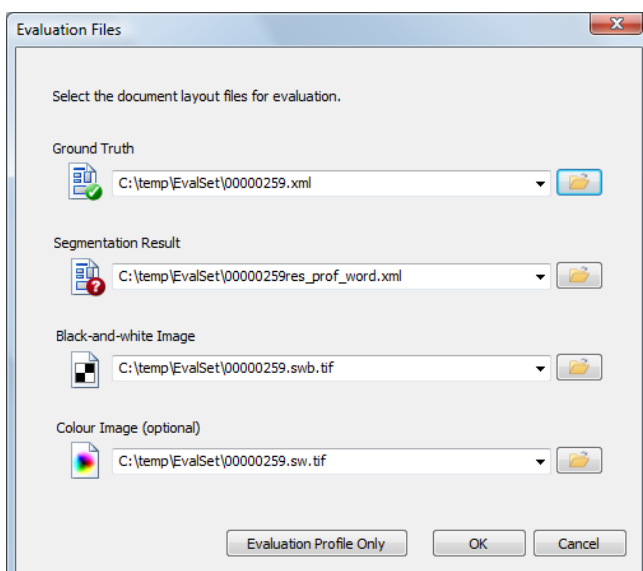 Evaluation Files
Select the document layout files for evaluation.
Ground Truth
C:\temp\EvalSet\00000259.xml
Segmentation Result
C:\temp\EvalSet\00000259res_prof_word.xml
Black-and-white Image
C:\temp\EvalSet\00000259.swb.tif
Colour Image (optional)
C:\temp\EvalSet\00000259.sw.tif
Evaluation Profile Only OK Cancel